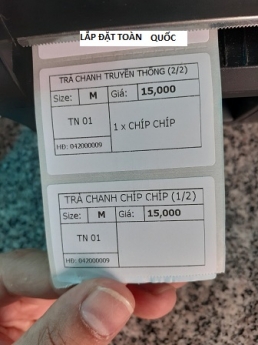 LẮP ĐẶT TOÀN QUỐC
TRÀ CHANH TRUYỀN THỐNG (2/2)
Size: M Giá: 15,000
TN 01
1 x CHÍP CHÍP
HĐ: 042000009
TRÀ CHANH CHÍP CHÍP (1/2)
Size: M Giá: 15,000
TN 01
HĐ: 042000009